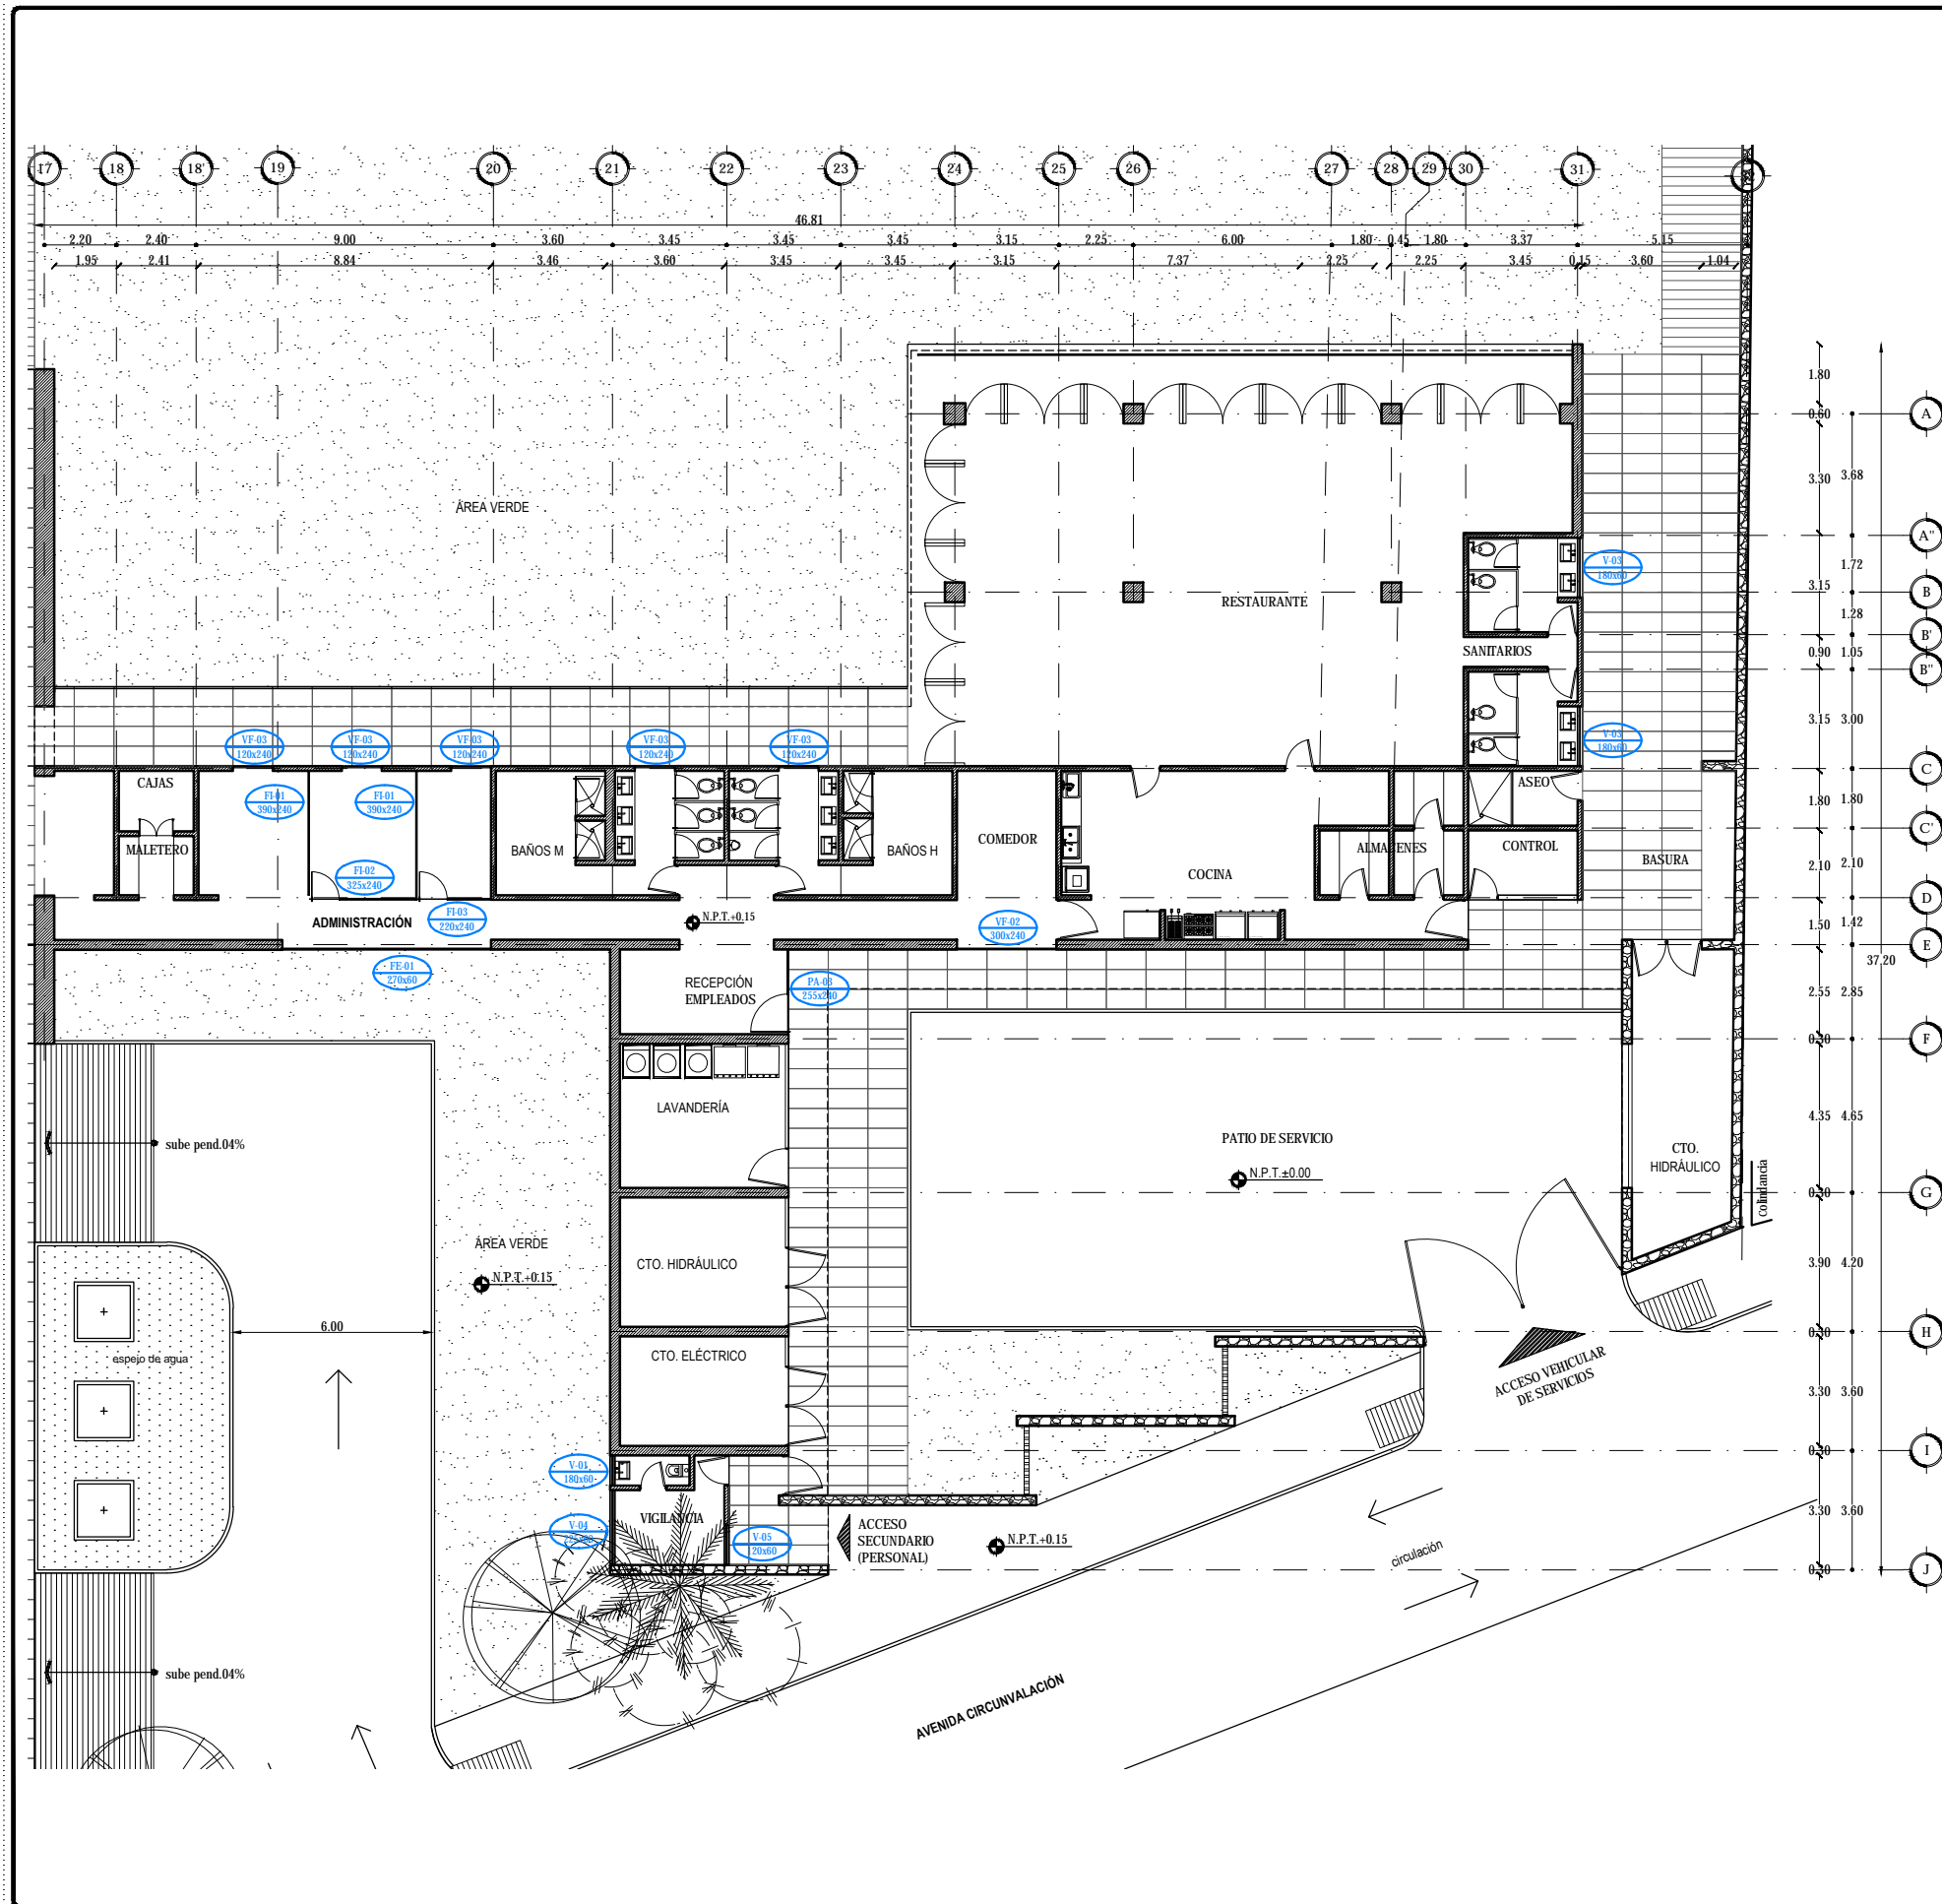 17 18 18' 19 20 21 22 23 24 25 26 27 28 29 30 31
46.81
2.20 2.40 9.00 3.60 3.45 3.45 3.45 3.15 2.25 6.00 1.80 0.45 1.80 3.37 5.15
1.95 2.41 8.84 3.46 3.60 3.45 3.45 3.15 7.37 2.25 2.25 3.45 0.15 3.60 1.04
1.80
0.60
A
3.30 3.68
ÁREA VERDE
A"
V-03
180x60
1.72
3.15
B
RESTAURANTE
1.28
B'
SANITARIOS
0.90 1.05
B"
3.15 3.00
VF-03
120x240
VF-03
120x240
VF-03
120x240
VF-03
120x240
VF-03
120x240
V-03
180x60
C
CAJAS
ASEO
FI-01
390x240
FI-01
390x240
1.80 1.80
C'
MALETERO
BAÑOS M
BAÑOS H
COMEDOR
ALMACENES
CONTROL
BASURA
2.10 2.10
COCINA
FI-02
325x240
D
ADMINISTRACIÓN
FI-03
220x240
N.P.T.+0.15
VF-02
300x240
1.50 1.42
E
37.20
FE-01
270x60
RECEPCIÓN
EMPLEADOS
PA-03
255x240
2.55 2.85
0.30
F
LAVANDERÍA
4.35 4.65
sube pend.04%
PATIO DE SERVICIO
N.P.T.±0.00
CTO.
HIDRÁULICO
Colindancia
0.30
G
ÁREA VERDE
N.P.T.+0.15
CTO. HIDRÁULICO
3.90 4.20
6.00
0.30
H
espejo de agua
CTO. ELÉCTRICO
ACCESO VEHICULAR
DE SERVICIOS
3.30 3.60
0.30
I
V-01
180x60
VIGILANCIA
V-04
V-05
120x60
ACCESO
SECUNDARIO
(PERSONAL)
N.P.T.+0.15
3.30 3.60
circulación
0.30
J
sube pend.04%
AVENIDA CIRCUNVALACIÓN